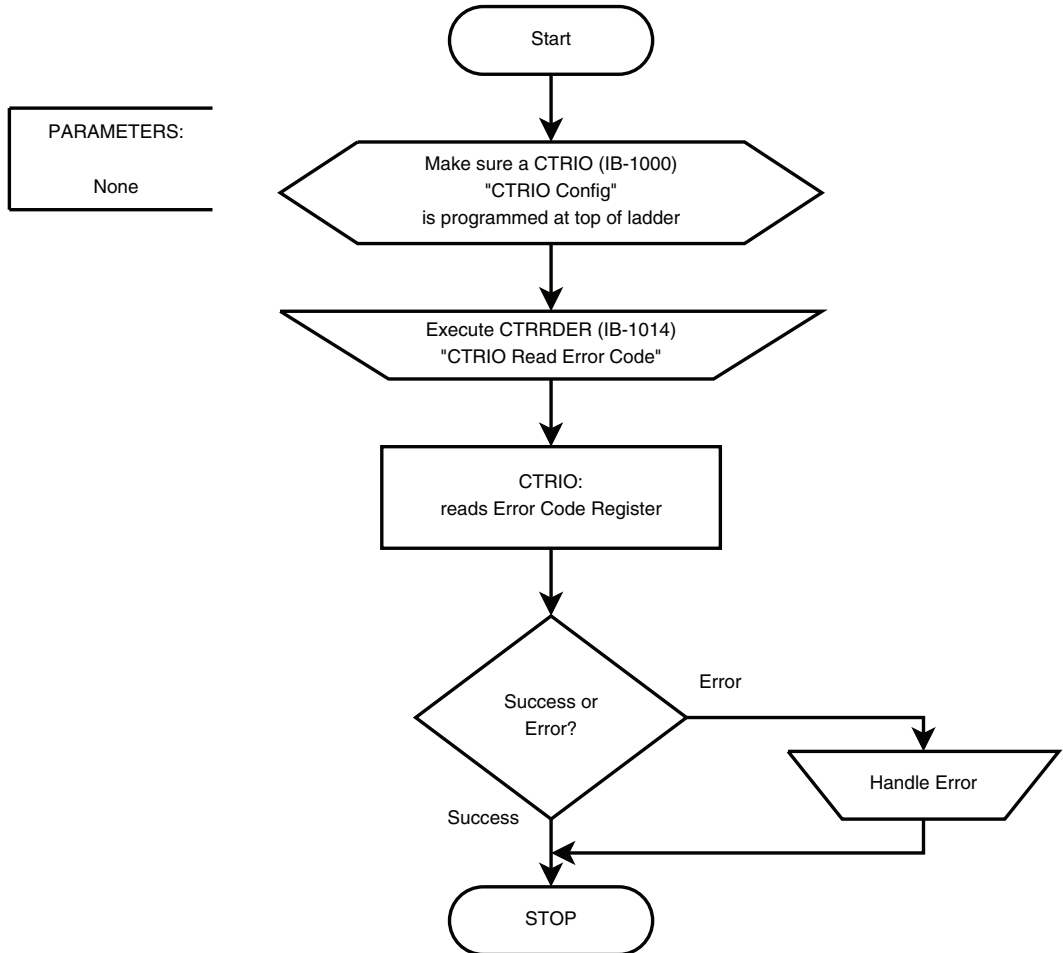 Start
PARAMETERS:
None
Make sure a CTRIO (IB-1000)
"CTRIO Config"
is programmed at top of ladder
Execute CTRRDER (IB-1014)
"CTRIO Read Error Code"
CTRIO:
reads Error Code Register
Success or
Error?
Error
Handle Error
Success
STOP